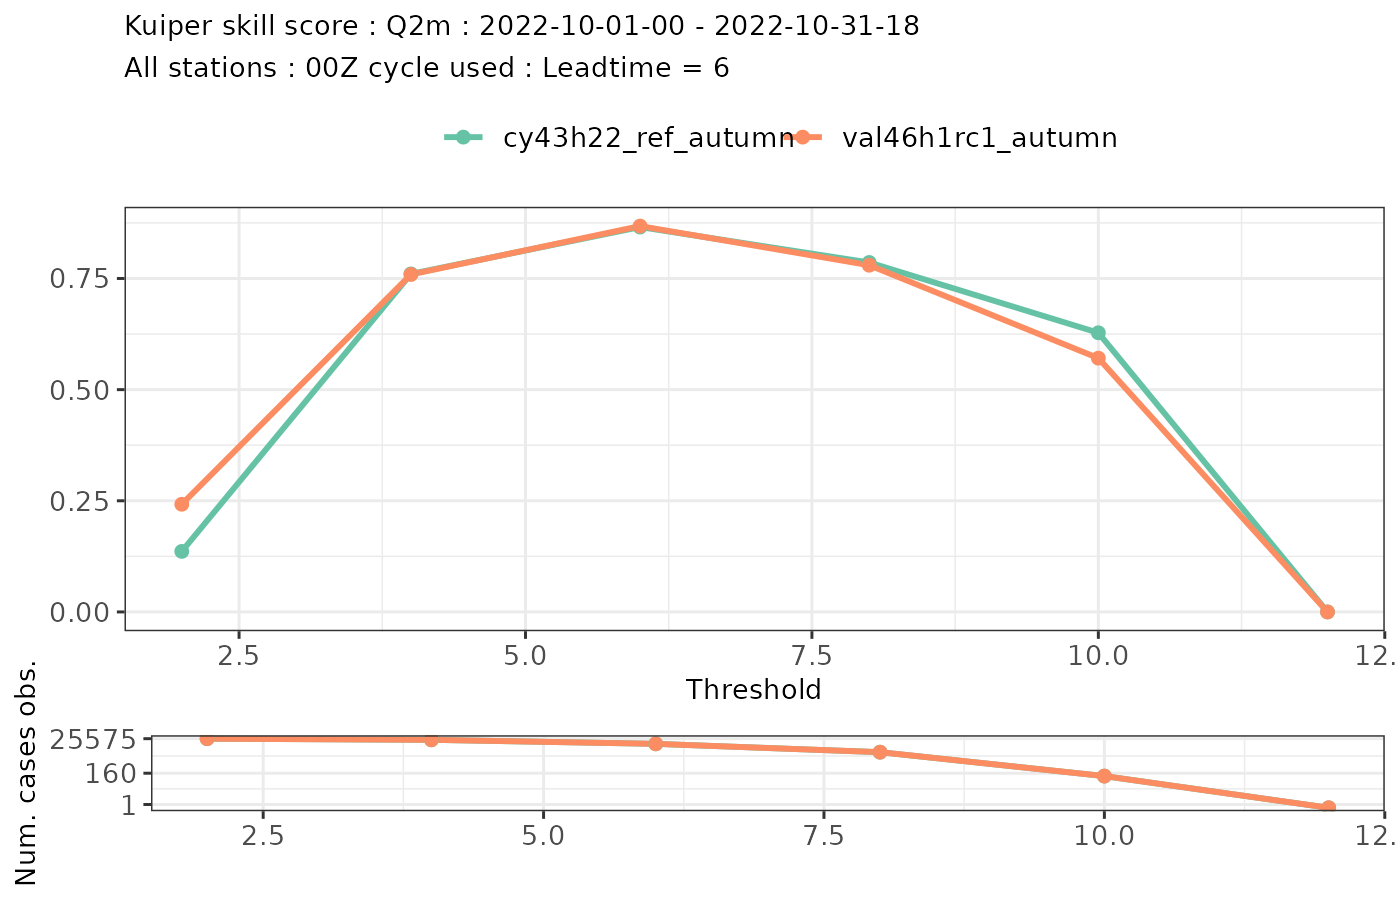 Kuiper skill score : Q2m : 2022-10-01-00 - 2022-10-31-18
All stations : 00Z cycle used : Leadtime = 6
cy43h22_ref_autumn val46h1rc1_autumn
0.75
0.50
0.25
0.00
2.5 5.0 7.5 10.0 12.
Threshold
Num. cases obs.
25575
160
1
2.5 5.0 7.5 10.0 12.